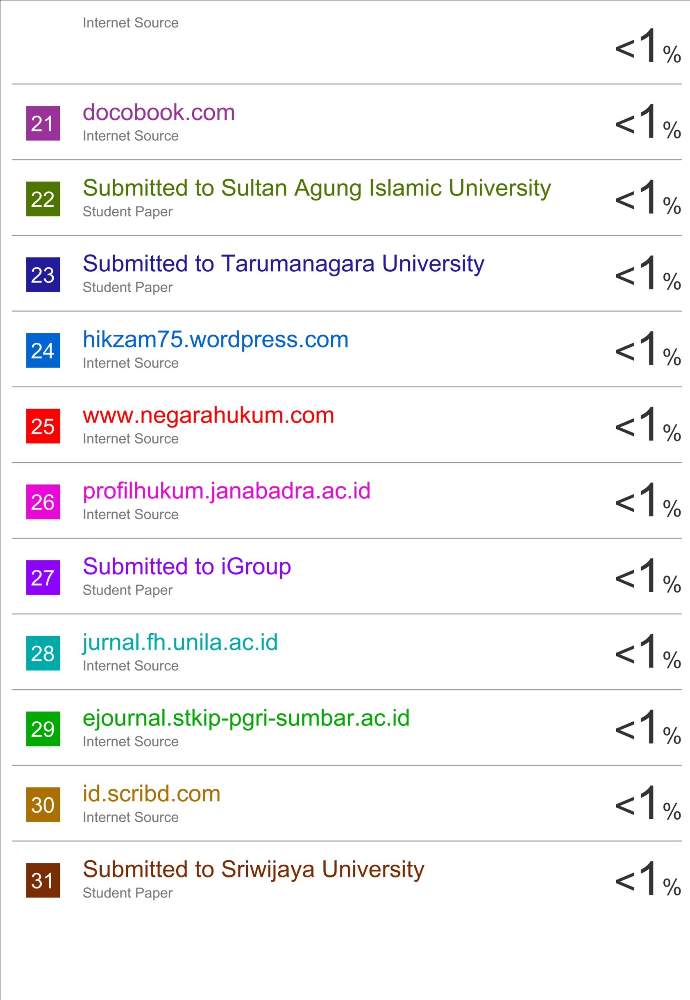 Internet Source
<1%
21 docobook.com <1%
Internet Source
22 Submitted to Sultan Agung Islamic University <1%
Student Paper
23 Submitted to Tarumanagara University <1%
Student Paper
24 hikzam75.wordpress.com <1%
Internet Source
25 www.negarahukum.com <1%
Internet Source
26 profilhukum.janabadra.ac.id <1%
Internet Source
27 Submitted to iGroup <1%
Student Paper
28 jurnal.fh.unila.ac.id <1%
Internet Source
29 ejournal.stkip-pgri-sumbar.ac.id <1%
Internet Source
30 id.scribd.com <1%
Internet Source
31 Submitted to Sriwijaya University <1%
Student Paper